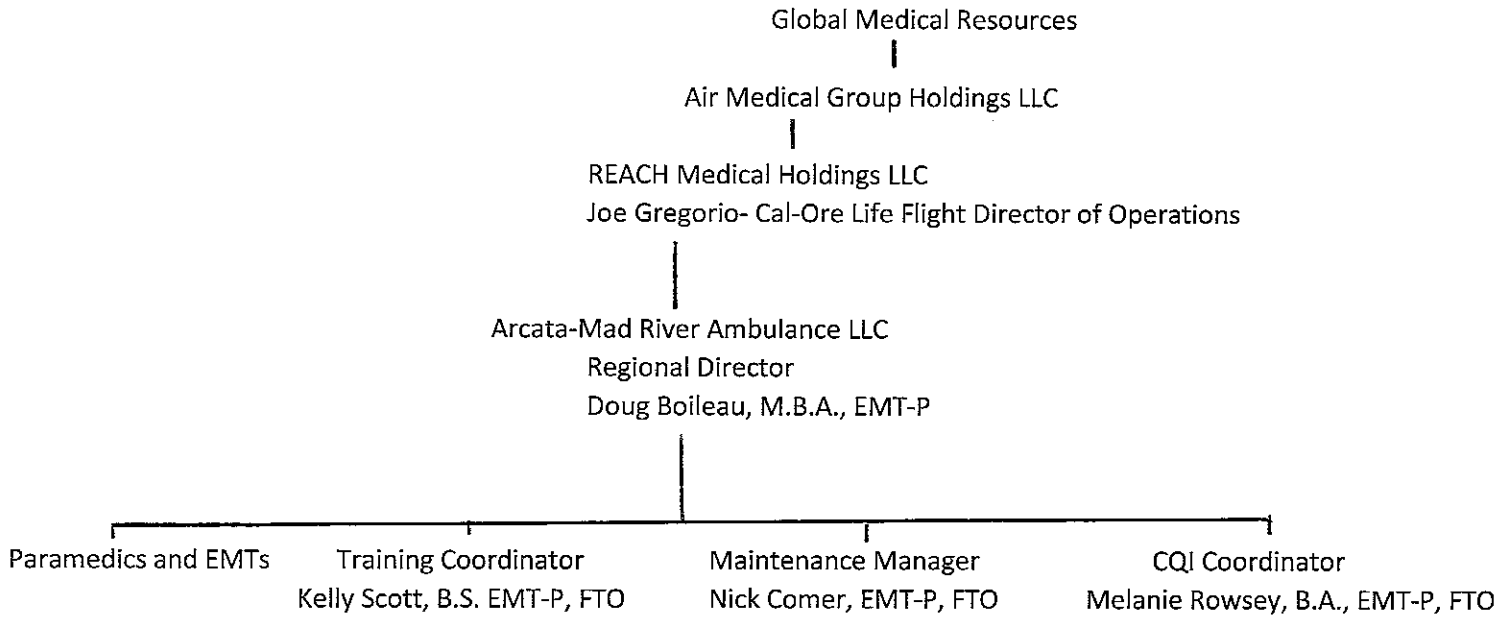 Global Medical Resources
Air Medical Group Holdings LLC
REACH Medical Holdings LLC
Joe Gregorio- Cal-Ore Life Flight Director of Operations
Arcata-Mad River Ambulance LLC
Regional Director
Doug Boileau, M.B.A., EMT-P
Paramedics and EMTs
Training Coordinator
Kelly Scott, B.S. EMT-P, FTO
Maintenance Manager
Nick Comer, EMT-P, FTO
CQI Coordinator
Melanie Rowsey, B.A., EMT-P, FTO